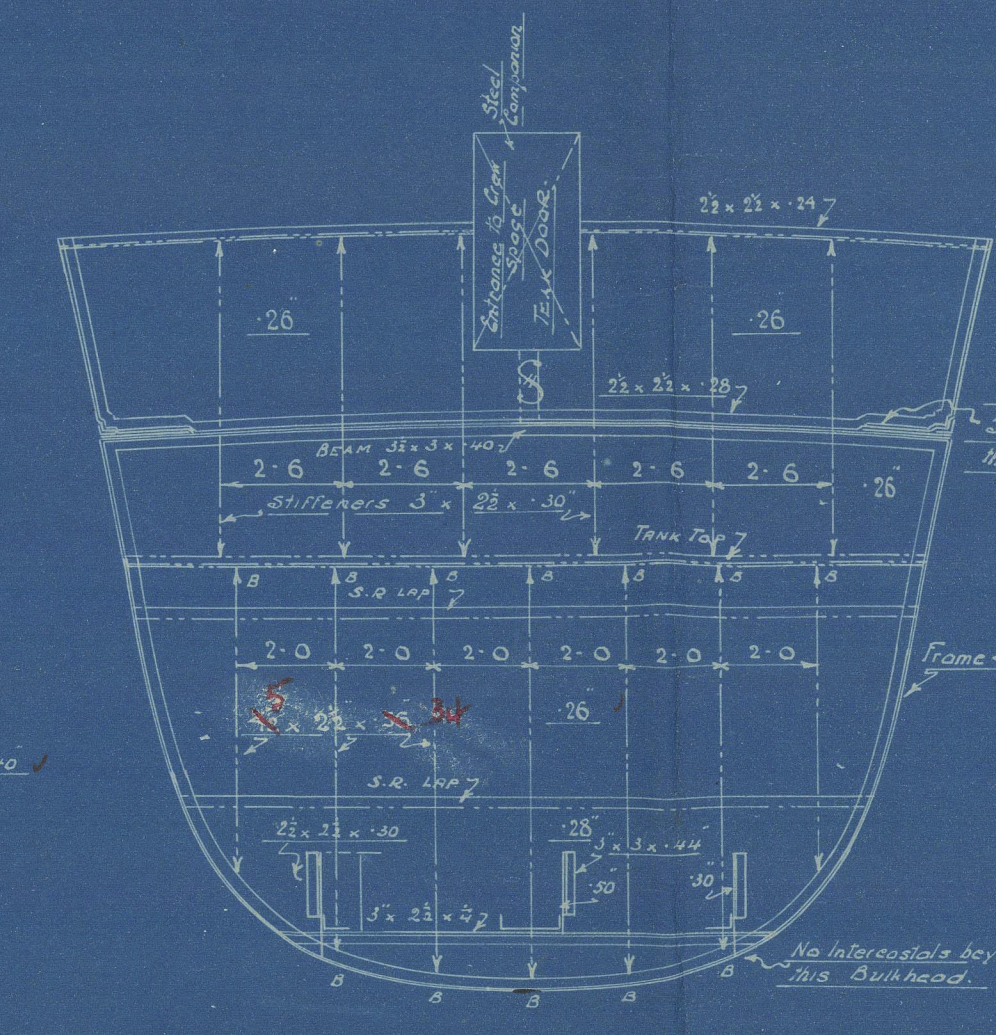 Steel
Companion
Entrance to Crew
Space
TEAK DOOR.
2½ x 2½ x ·24
·26"
·26"
2½ x 2½ x ·28
BEAM 3½ x 3 x ·40
2-6 2-6 2-6 2-6 2-6
·26"
Stiffeners 3" x 2½ x ·30"
TANK TOP
B B B B B B B
S.R LAP
2-0 2-0 2-0 2-0 2-0 2-0
Frame
5
x 2½ x 34
·26"
S.R. LAP
2½ x 2½ x ·30
·28"
3" x 3 x ·44"
·50"
·30"
3" x 2½ x ¼
No Intercostals bey
this Bulkhead.
B B B B B